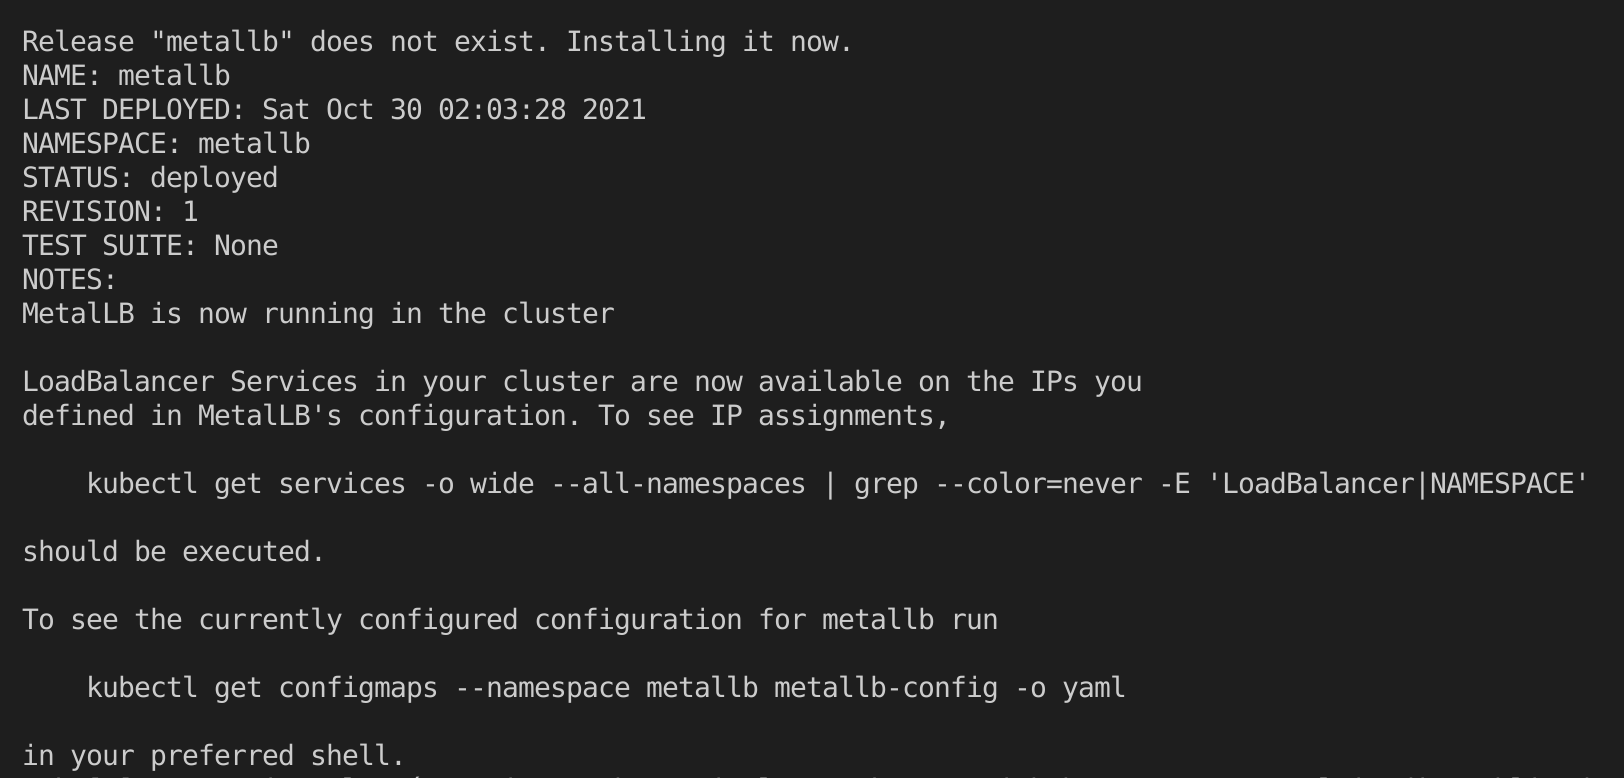 Release "metallb" does not exist. Installing it now.
NAME: metallb
LAST DEPLOYED: Sat Oct 30 02:03:28 2021
NAMESPACE: metallb
STATUS: deployed
REVISION: 1
TEST SUITE: None
NOTES:
MetalLB is now running in the cluster
LoadBalancer Services in your cluster are now available on the IPs you
defined in MetalLB's configuration. To see IP assignments,
kubectl get services -o wide --all-namespaces | grep --color=never -E 'LoadBalancer|NAMESPACE'
should be executed.
To see the currently configured configuration for metallb run
kubectl get configmaps --namespace metallb metallb-config -o yaml
in your preferred shell.